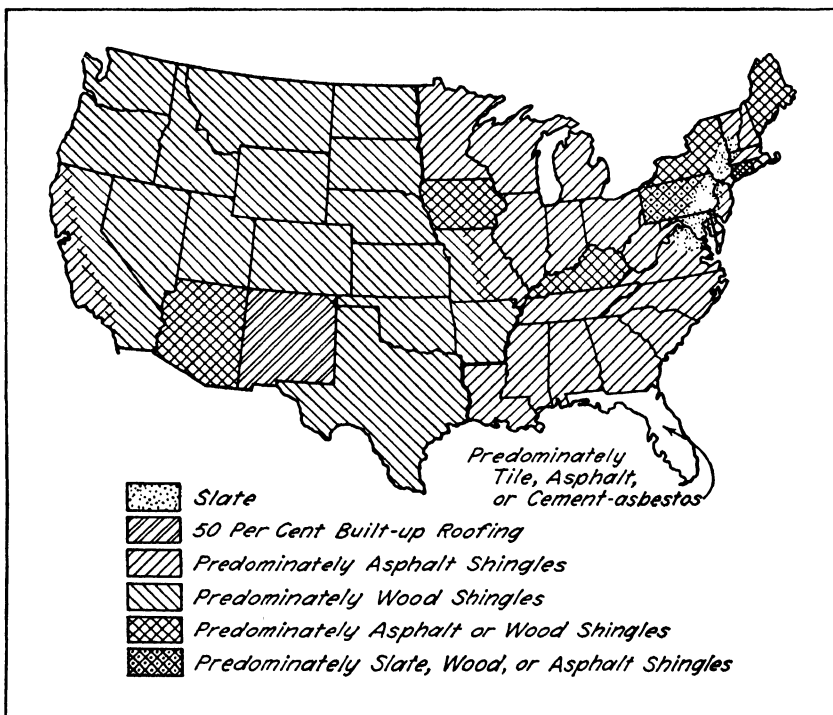 Predominately
Tile, Asphalt,
or Cement-asbestos
Slate
50 Per Cent Built-up Roofing
Predominately Asphalt Shingles
Predominately Wood Shingles
Predominately Asphalt or Wood Shingles
Predominately Slate, Wood, or Asphalt Shingles